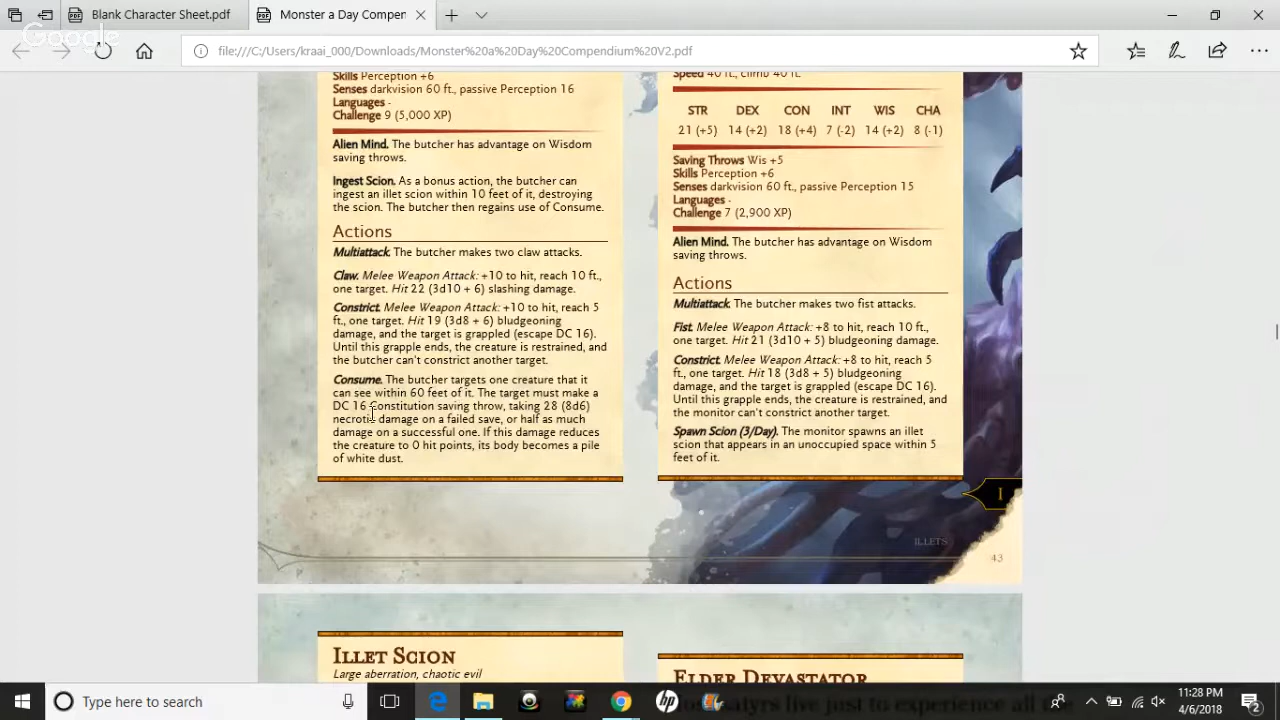 Blank Character Sheet.pdf
Monster a Day Compen
Google
file:///C:/Users/kraai_000/Downloads/Monster%20a%20Day%20Compendium%20V2.pdf
Skills Perception +6
Senses darkvision 60 ft., passive Perception 16
Languages -
Challenge 9 (5,000 XP)
Alien Mind. The butcher has advantage on Wisdom
saving throws.
Ingest Scion. As a bonus action, the butcher can
ingest an illet scion within 10 feet of it, destroying
the scion. The butcher then regains use of Consume.
Actions
Multiattack. The butcher makes two claw attacks.
Claw. Melee Weapon Attack: +10 to hit, reach 10 ft.,
one target. Hit 22 (3d10 + 6) slashing damage.
Constrict. Melee Weapon Attack: +10 to hit, reach 5
ft., one target. Hit 19 (3d8 + 6) bludgeoning
damage, and the target is grappled (escape DC 16).
Until this grapple ends, the creature is restrained, and
the butcher can't constrict another target.
Consume. The butcher targets one creature that it
can see within 60 feet of it. The target must make a
DC 16 Constitution saving throw, taking 28 (8d6)
necrotic damage on a failed save, or half as much
damage on a successful one. If this damage reduces
the creature to 0 hit points, its body becomes a pile
of white dust.
Speed 40 ft., climb 40 ft.
STR DEX CON INT WIS CHA
21 (+5) 14 (+2) 18 (+4) 7 (-2) 14 (+2) 8 (-1)
Saving Throws Wis +5
Skills Perception +6
Senses darkvision 60 ft., passive Perception 15
Languages -
Challenge 7 (2,900 XP)
Alien Mind. The butcher has advantage on Wisdom
saving throws.
Actions
Multiattack. The butcher makes two fist attacks.
Fist. Melee Weapon Attack: +8 to hit, reach 10 ft.,
one target. Hit 21 (3d10 + 5) bludgeoning damage.
Constrict. Melee Weapon Attack: +8 to hit, reach 5
ft., one target. Hit 18 (3d8 + 5) bludgeoning
damage, and the target is grappled (escape DC 16).
Until this grapple ends, the creature is restrained, and
the monitor can't constrict another target.
Spawn Scion (3/Day). The monitor spawns an illet
scion that appears in an unoccupied space within 5
feet of it.
I
ILLETS
43
Illet Scion
Large aberration, chaotic evil
Elder Devastator
Type here to search
hp
11:28 PM
4/6/2018
2